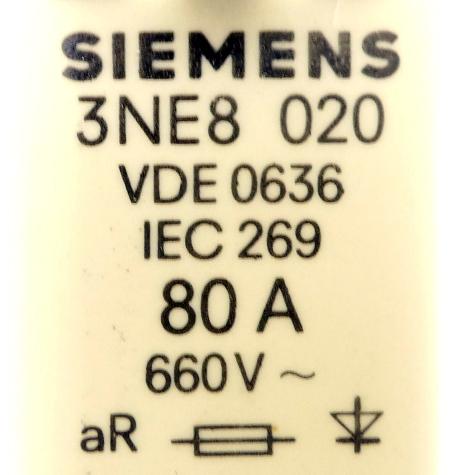 SIEMENS
3NE8 020
VDE 0636
IEC 269
80 A
660V ~
aR